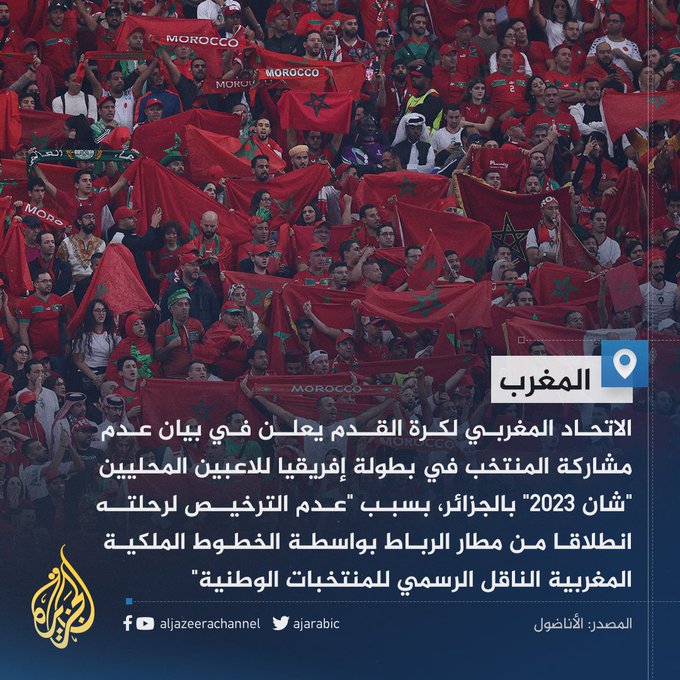 MOROCCO
MOROCCO
MOROCCO
MOROCCO
المغرب
الاتحاد المغربي لكرة القدم يعلن في بيان عدم
مشاركة المنتخب في بطولة إفريقيا للاعبين المحليين
"شان 2023" بالجزائر، بسبب "عدم الترخيص لرحلته
انطلاقا من مطار الرباط بواسطة الخطوط الملكية
المغربية الناقل الرسمي للمنتخبات الوطنية"
المصدر: الأناضول
ajarabic
aljazeerachannel
الجزيرة